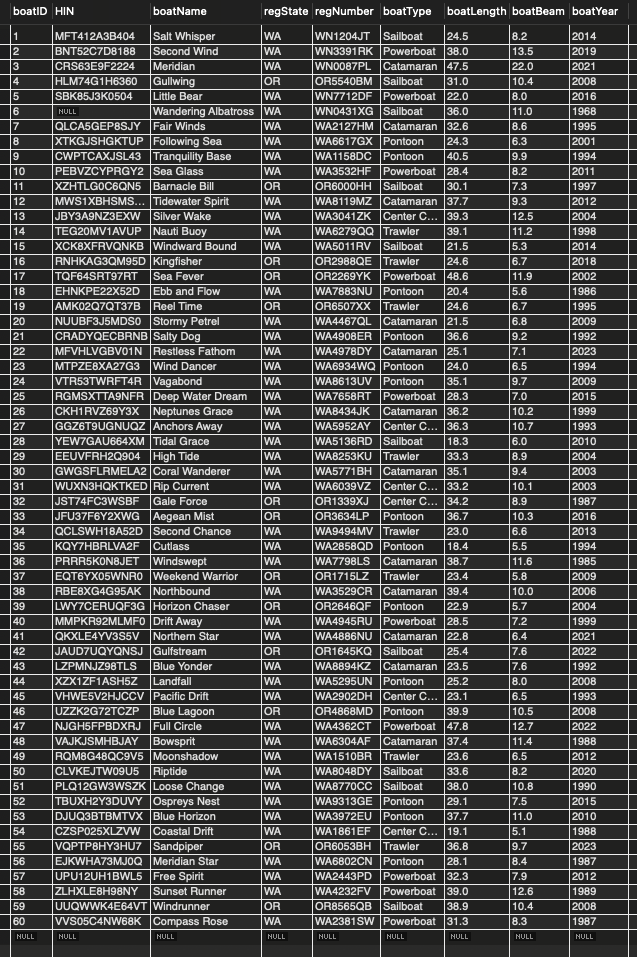 boatID HIN boatName regState regNumber boatType boatLength boatBeam boatYear
1 MFT412A3B404 Salt Whisper WA WN1204JT Sailboat 24.5 8.2 2014
2 BNT52C7D8188 Second Wind WA WN3391RK Powerboat 38.0 13.5 2019
3 CRS63E9F2224 Meridian WA WN0087PL Catamaran 47.5 22.0 2021
4 HLM74G1H6360 Gullwing OR OR5540BM Sailboat 31.0 10.4 2008
5 SBK85J3K0504 Little Bear WA WN7712DF Powerboat 22.0 8.0 2016
6 NULL Wandering Albatross WA WN0431XG Sailboat 36.0 11.0 1968
7 QLCA5GEP8SJY Fair Winds WA WA2127HM Catamaran 32.6 8.6 1995
8 XTKGJSHGKTUP Following Sea WA WA6617GX Pontoon 24.3 6.3 2001
9 CWPTCAXJSL43 Tranquility Base WA WA1158DC Pontoon 40.5 9.9 1994
10 PEBVZCYPRGY2 Sea Glass WA WA3532HF Powerboat 28.4 8.2 2011
11 XZHTLG0C6QN5 Barnacle Bill OR OR6000HH Sailboat 30.1 7.3 1997
12 MWS1XBHSMS... Tidewater Spirit WA WA8119MZ Catamaran 37.7 9.3 2012
13 JBY3A9NZ3EXW Silver Wake WA WA3041ZK Center C... 39.3 12.5 2004
14 TEG20MV1AVUP Nauti Buoy WA WA6279QQ Trawler 39.1 11.2 1998
15 XCK8XFRVQNKB Windward Bound WA WA5011RV Sailboat 21.5 5.3 2014
16 RNHKAG3QM95D Kingfisher OR OR2988QE Trawler 24.6 6.7 2018
17 TQF64SRT97RT Sea Fever OR OR2269YK Powerboat 48.6 11.9 2002
18 EHNKPE22X52D Ebb and Flow WA WA7883NU Pontoon 20.4 5.6 1986
19 AMK02Q7QT37B Reel Time OR OR6507XX Trawler 24.6 6.7 1995
20 NUUBF3J5MDS0 Stormy Petrel WA WA4467QL Catamaran 21.5 6.8 2009
21 CRADYQECBRNB Salty Dog WA WA4908ER Pontoon 36.6 9.2 1992
22 MFVHLVGBV01N Restless Fathom WA WA4978DY Catamaran 25.1 7.1 2023
23 MTPZE8XA27G3 Wind Dancer WA WA6934WQ Pontoon 24.0 6.5 1994
24 VTR53TWRFT4R Vagabond WA WA8613UV Pontoon 35.1 9.7 2009
25 RGMSXTTA9NFR Deep Water Dream WA WA7658RT Powerboat 28.3 7.0 2015
26 CKH1RVZ69Y3X Neptunes Grace WA WA8434JK Catamaran 36.2 10.2 1999
27 GGZ6T9UGNUQZ Anchors Away WA WA5952AY Center C... 36.3 10.7 1993
28 YEW7GAU664XM Tidal Grace WA WA5136RD Sailboat 18.3 6.0 2010
29 EEUVFRH2Q904 High Tide WA WA8253KU Trawler 33.3 8.9 2004
30 GWGSFLRMELA2 Coral Wanderer WA WA5771BH Catamaran 35.1 9.4 2003
31 WUXN3HQKTKED Rip Current WA WA6039VZ Center C... 33.2 10.1 2003
32 JST74FC3WSBF Gale Force OR OR1339XJ Center C... 34.2 8.9 1987
33 JFU37F6Y2XWG Aegean Mist OR OR3634LP Pontoon 36.7 10.3 2016
34 QCLSWH18A52D Second Chance WA WA9494MV Trawler 23.0 6.6 2013
35 KQY7HBRLVA2F Cutlass WA WA2858QD Pontoon 18.4 5.5 1994
36 PRRR5K0N8JET Windswept WA WA7798LS Catamaran 38.7 11.6 1985
37 EQT6YX05WNR0 Weekend Warrior OR OR1715LZ Trawler 23.4 5.8 2009
38 RBE8XG4G95AK Northbound WA WA3529CR Catamaran 39.4 10.0 2006
39 LWY7CERUQF3G Horizon Chaser OR OR2646QF Pontoon 22.9 5.7 2004
40 MMPKR92MLMF0 Drift Away WA WA4945RU Powerboat 28.5 7.2 1999
41 QKXLE4YV3S5V Northern Star WA WA4886NU Catamaran 22.8 6.4 2021
42 JAUD7UQYQNSJ Gulfstream OR OR1645KQ Sailboat 25.4 7.6 2022
43 LZPMNJZ98TLS Blue Yonder WA WA8894KZ Catamaran 23.5 7.6 1992
44 XZX1ZF1ASH5Z Landfall WA WA5295UN Pontoon 25.2 8.0 2008
45 VHWE5V2HJCCV Pacific Drift WA WA2902DH Center C... 23.1 6.5 1993
46 UZZK2G72TCZP Blue Lagoon OR OR4868MD Pontoon 39.9 10.5 2008
47 NJGH5FPBDXRJ Full Circle WA WA4362CT Powerboat 47.8 12.7 2022
48 VAJKJSMHBJAY Bowsprit WA WA6304AF Catamaran 37.4 11.4 1988
49 RQM8G48QC9V5 Moonshadow WA WA1510BR Trawler 23.6 6.5 2012
50 CLVKEJTW09U5 Riptide WA WA8048DY Sailboat 33.6 8.2 2020
51 PLQ12GW3WSZK Loose Change WA WA8770CC Sailboat 38.0 10.8 1990
52 TBUXH2Y3DUVY Ospreys Nest WA WA9313GE Pontoon 29.1 7.5 2015
53 DJUQ3BTBMTVX Blue Horizon WA WA3972EU Pontoon 37.7 11.0 2010
54 CZSP025XLZVW Coastal Drift WA WA1861EF Center C... 19.1 5.1 1988
55 VQPTP8HY3HU7 Sandpiper OR OR6053BH Trawler 36.8 9.7 2023
56 EJKWHA73MJ0Q Meridian Star WA WA6802CN Pontoon 28.1 8.4 1987
57 UPU12UH1BWL5 Free Spirit WA WA2443PD Powerboat 32.3 7.9 2012
58 ZLHXLE8H98NY Sunset Runner WA WA4232FV Powerboat 39.0 12.6 1989
59 UUQWWK4E64VT Windrunner OR OR8565QB Sailboat 38.9 10.4 2008
60 VVS05C4NW68K Compass Rose WA WA2381SW Powerboat 31.3 8.3 1987
NULL NULL NULL NULL NULL NULL NULL NULL NULL